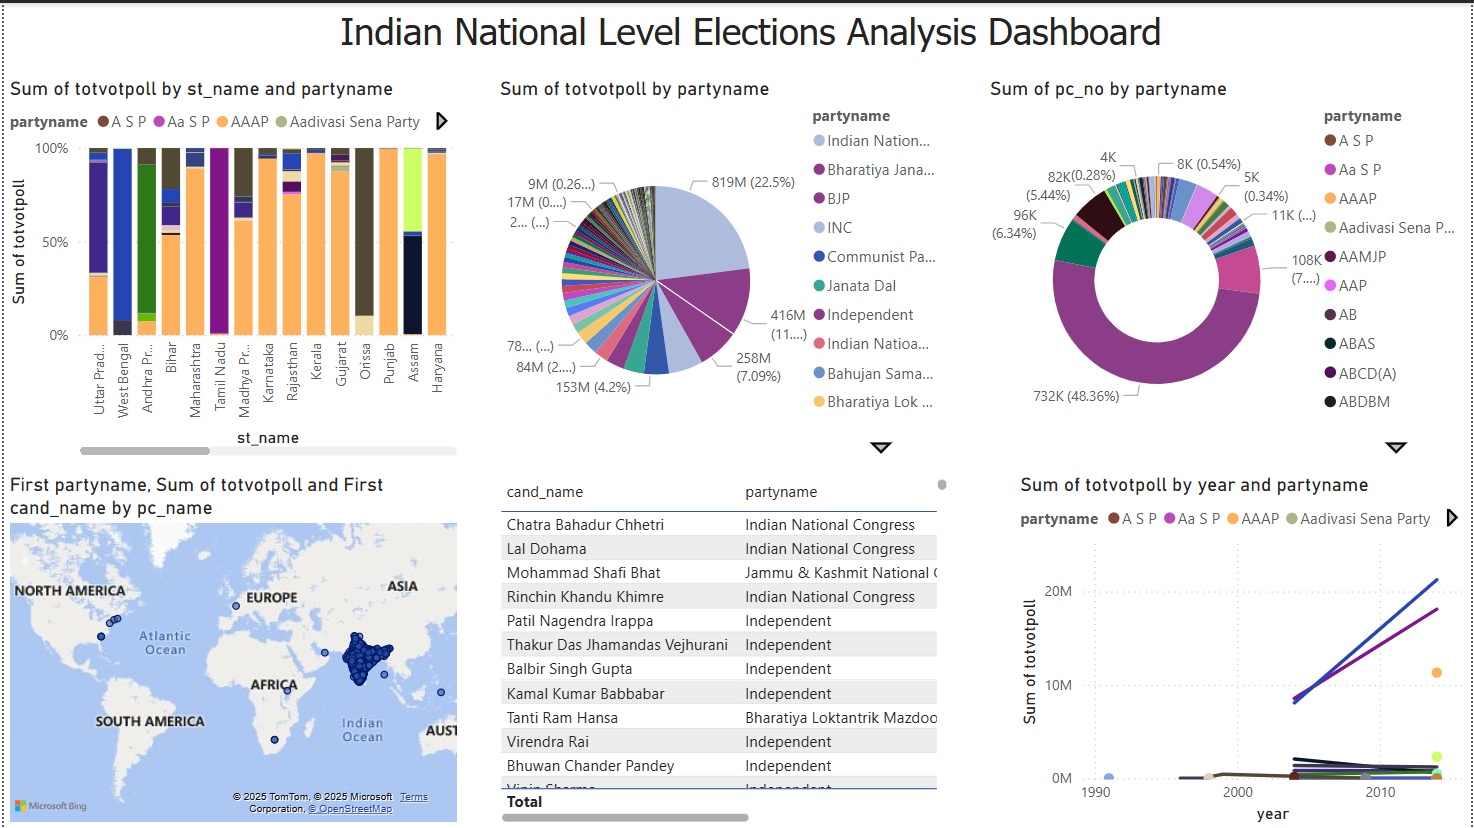 Indian National Level Elections Analysis Dashboard
Sum of totvotpoll by st_name and partyname
partyname A S P Aa S P AAAP Aadivasi Sena Party
100%
50%
0%
Sum of totvotpoll
Uttar Prad...
West Bengal
Andhra Pr...
Bihar
Maharashtra
Tamil Nadu
Madhya Pr...
Karnataka
Rajasthan
Kerala
Gujarat
Orissa
Punjab
Assam
Haryana
st_name
Sum of totvotpoll by partyname
9M (0.26...)
17M (0....)
2... (...)
78... (...)
84M (2....)
153M (4.2%)
819M (22.5%)
416M
(11....)
258M
(7.09%)
partyname
Indian Nation...
Bharatiya Jana...
BJP
INC
Communist Pa...
Janata Dal
Independent
Indian Natioa...
Bahujan Sama...
Bharatiya Lok ...
Sum of pc_no by partyname
4K
(0.28%)
82K
(5.44%)
96K
(6.34%)
732K (48.36%)
8K (0.54%)
5K
(0.34%)
11K (...)
108K
(7....)
partyname
A S P
Aa S P
AAAP
Aadivasi Sena P...
AAMJP
AAP
AB
ABAS
ABCD(A)
ABDBM
First partyname, Sum of totvotpoll and First
cand_name by pc_name
NORTH AMERICA
EUROPE
ASIA
Atlantic
Ocean
AFRICA
SOUTH AMERICA
Indian
Ocean
AUST
Microsoft Bing
© 2025 TomTom, © 2025 Microsoft Terms
Corporation, © OpenStreetMap
cand_name partyname
Chatra Bahadur Chhetri Indian National Congress
Lal Dohama Indian National Congress
Mohammad Shafi Bhat Jammu & Kashmit National
Rinchin Khandu Khimre Indian National Congress
Patil Nagendra Irappa Independent
Thakur Das Jhamandas Vejhurani Independent
Balbir Singh Gupta Independent
Kamal Kumar Babbabar Independent
Tanti Ram Hansa Bharatiya Loktantrik Mazdoo
Virendra Rai Independent
Bhuwan Chander Pandey Independent
Vipin Sharma Independent
Total
Sum of totvotpoll by year and partyname
partyname A S P Aa S P AAAP Aadivasi Sena Party
20M
10M
0M
Sum of totvotpoll
1990
2000
2010
year